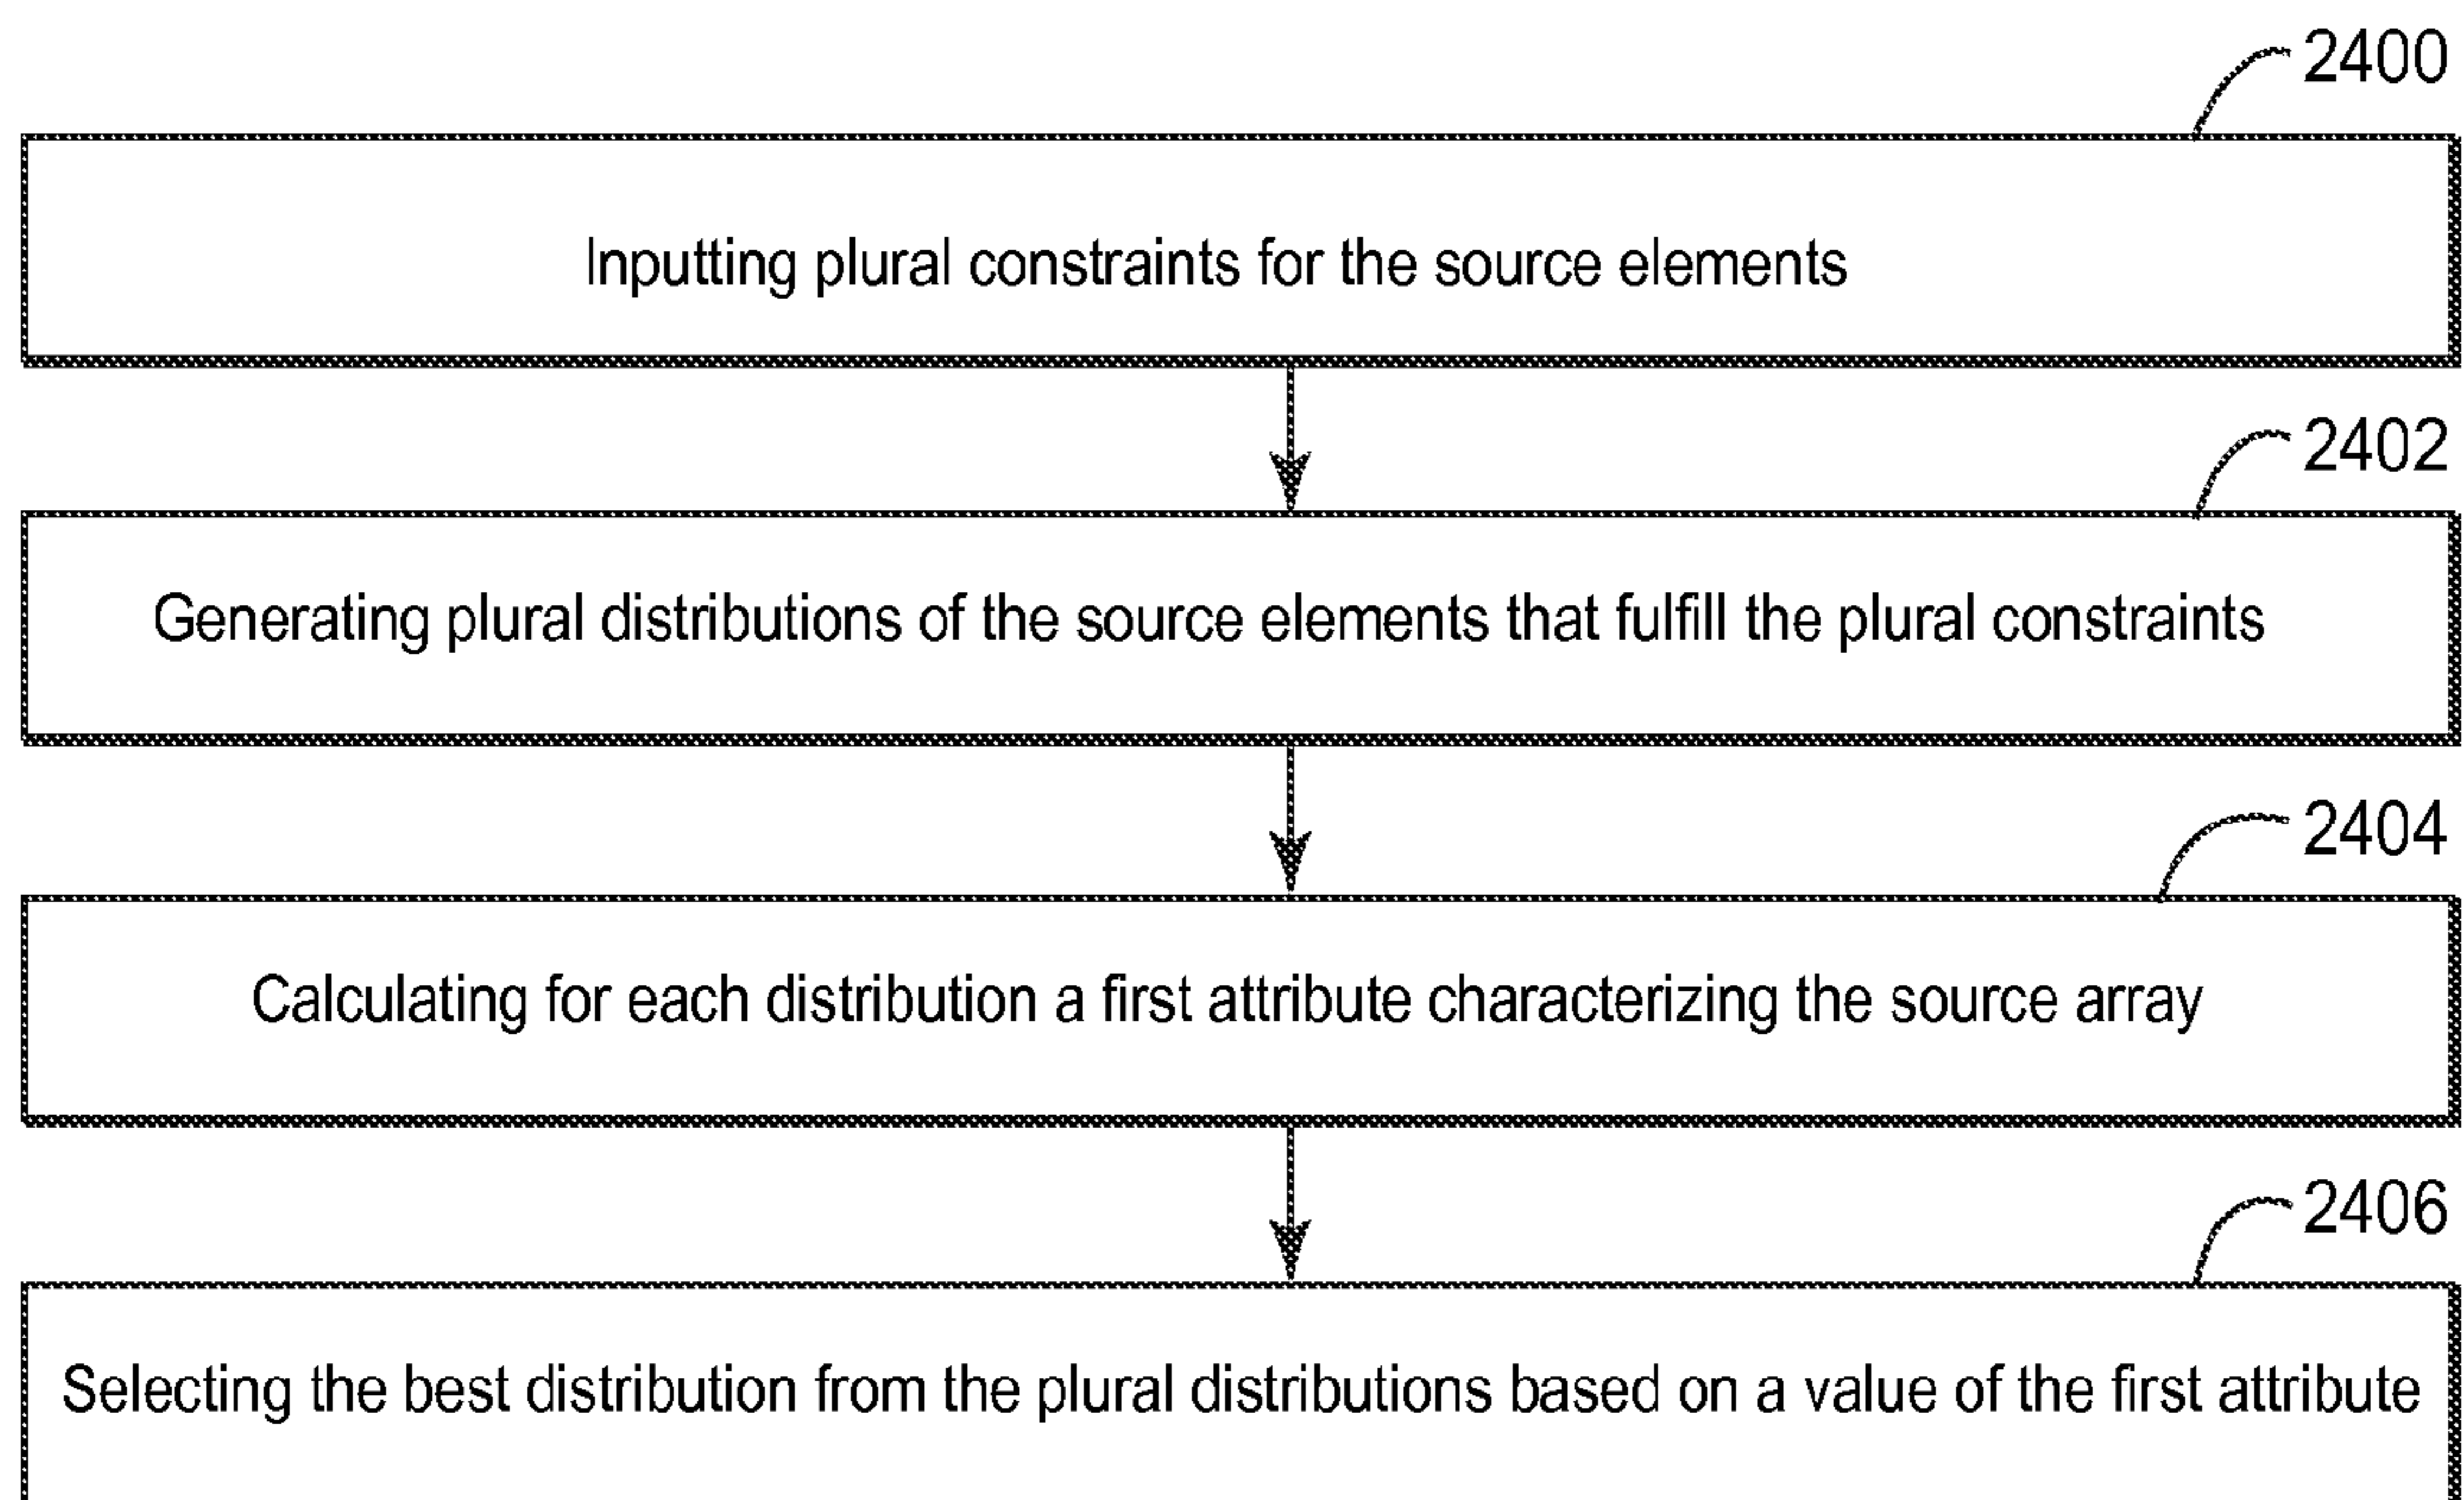 2400
Inputting plural constraints for the source elements
2402
Generating plural distributions of the source elements that fulfill the plural constraints
2404
Calculating for each distribution a first attribute characterizing the source array
2406
Selecting the best distribution from the plural distributions based on a value of the first attribute